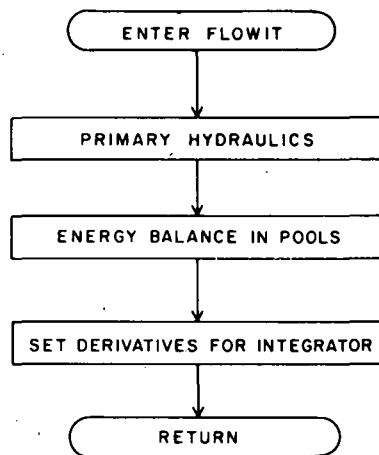 ENTER FLOWIT
PRIMARY HYDRAULICS
ENERGY BALANCE IN POOLS
SET DERIVATIVES FOR INTEGRATOR
RETURN